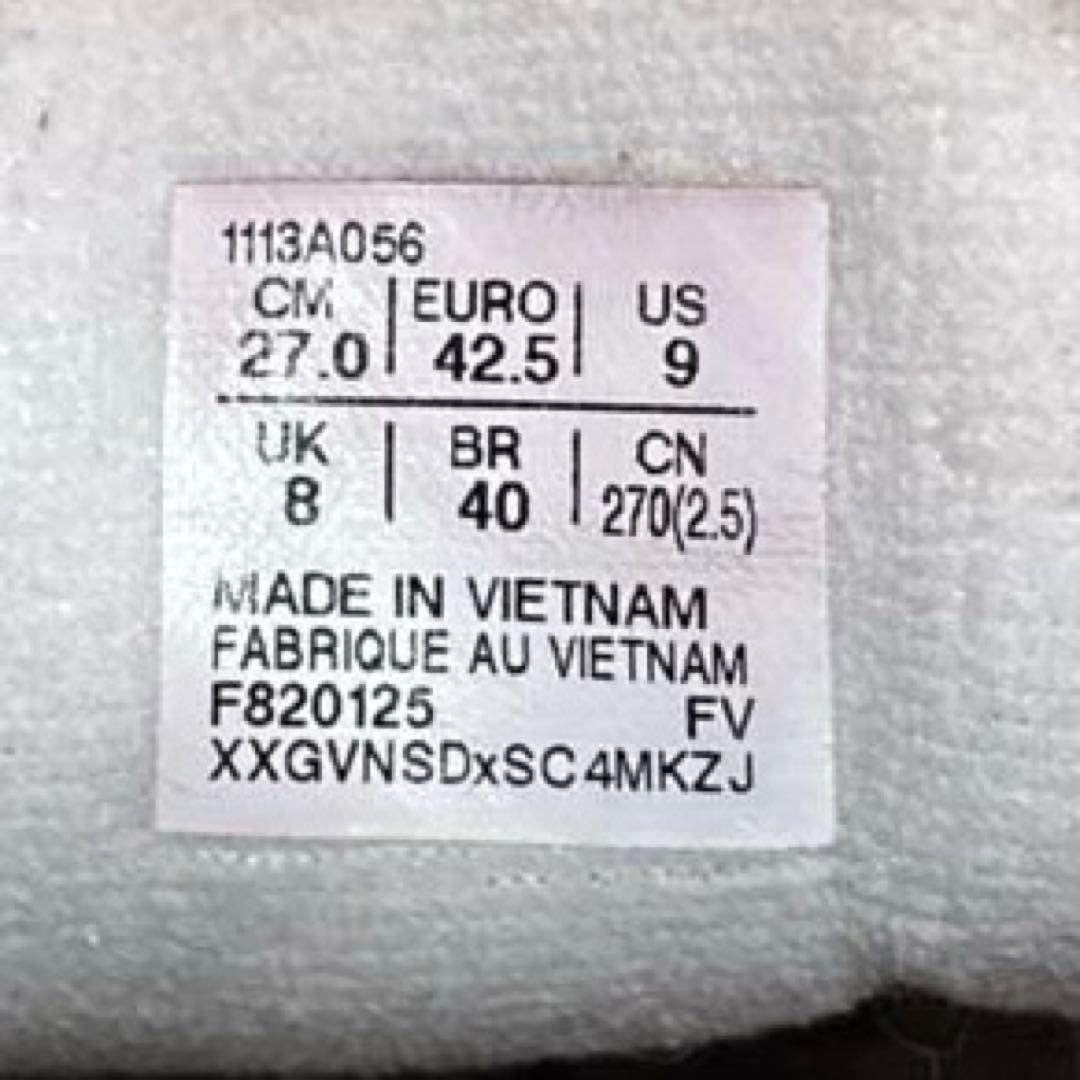 1113A056
CM | EURO | US
27.0 | 42.5 | 9
UK | BR | CN
8 | 40 | 270(2.5)
MADE IN VIETNAM
FABRIQUE AU VIETNAM
F820125 FV
XXGVNSDxSC4MKZJ